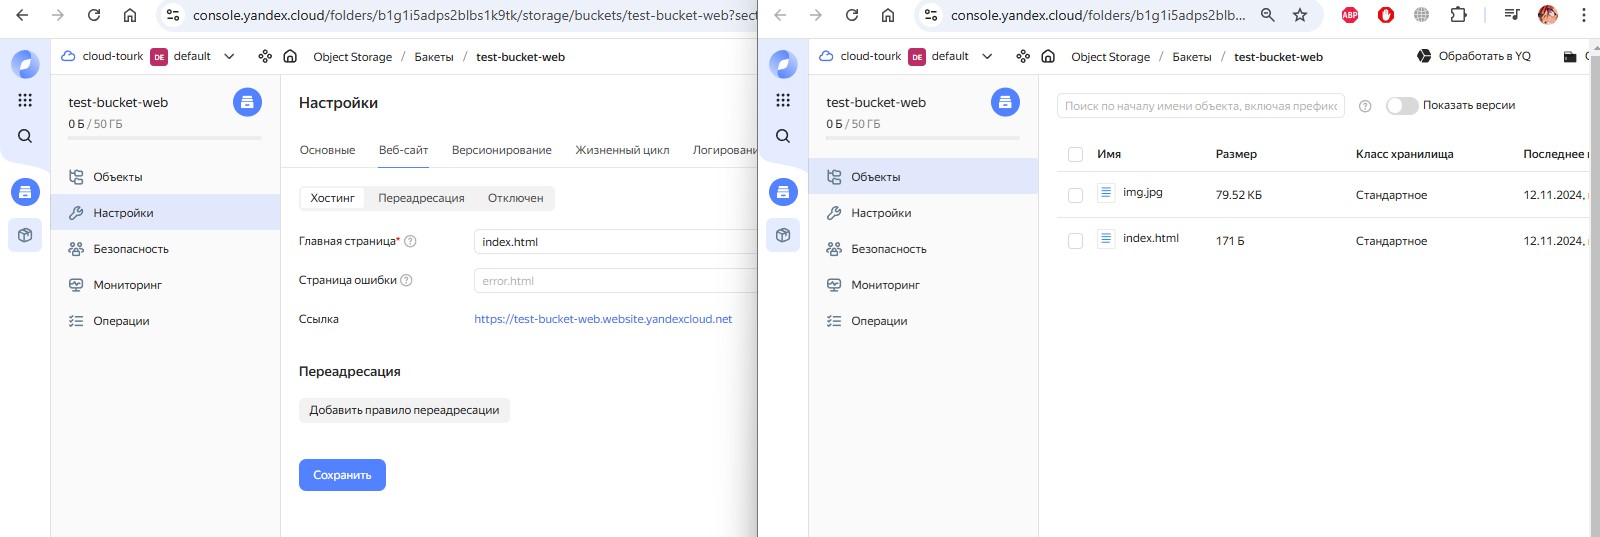 console.yandex.cloud/folders/b1g1i5adps2blbs1k9tk/storage/buckets/test-bucket-web?sect
cloud-tourk DE default Object Storage / Бакеты / test-bucket-web
test-bucket-web
0 Б / 50 ГБ
Объекты
Настройки
Безопасность
Мониторинг
Операции
Настройки
Основные Веб-сайт Версионирование Жизненный цикл Логировани
Хостинг Переадресация Отключен
Главная страница* index.html
Страница ошибки error.html
Ссылка https://test-bucket-web.website.yandexcloud.net
Переадресация
Добавить правило переадресации
Сохранить
console.yandex.cloud/folders/b1g1i5adps2blb... ABP
cloud-tourk DE default Object Storage / Бакеты / test-bucket-web Обработать в YQ
test-bucket-web
0 Б / 50 ГБ
Объекты
Настройки
Безопасность
Мониторинг
Операции
Поиск по началу имени объекта, включая префикс Показать версии
Имя Размер Класс хранилища Последнее
img.jpg 79.52 КБ Стандартное 12.11.2024,
index.html 171 Б Стандартное 12.11.2024,